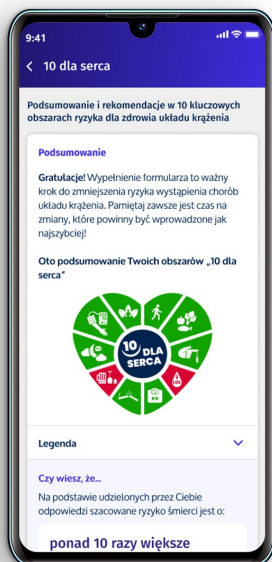 9:41
10 dla serca
Podsumowanie i rekomendacje w 10 kluczowych
obszarach ryzyka dla zdrowia układu krążenia
Podsumowanie
Gratulacje! Wypełnienie formularza to ważny
krok do zmniejszenia ryzyka wystąpienia chorób
układu krążenia. Pamiętaj zawsze jest czas na
zmiany, które powinny być wprowadzone jak
najszybciej!
Oto podsumowanie Twoich obszarów „10 dla
serca”
10 DLA
SERCA
KG
Legenda
Czy wiesz, że...
Na podstawie udzielonych przez Ciebie
odpowiedzi szacowane ryzyko śmierci jest o:
ponad 10 razy większe